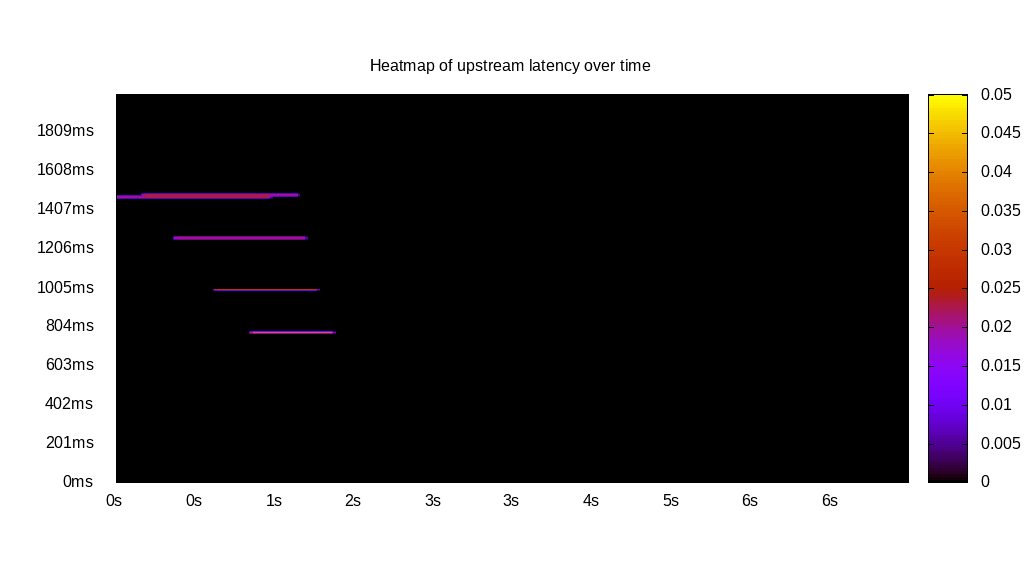 Heatmap of upstream latency over time
1809ms
1608ms
1407ms
1206ms
1005ms
804ms
603ms
402ms
201ms
0ms
0s 0s 1s 2s 3s 3s 4s 5s 6s 6s
0.05
0.045
0.04
0.035
0.03
0.025
0.02
0.015
0.01
0.005
0